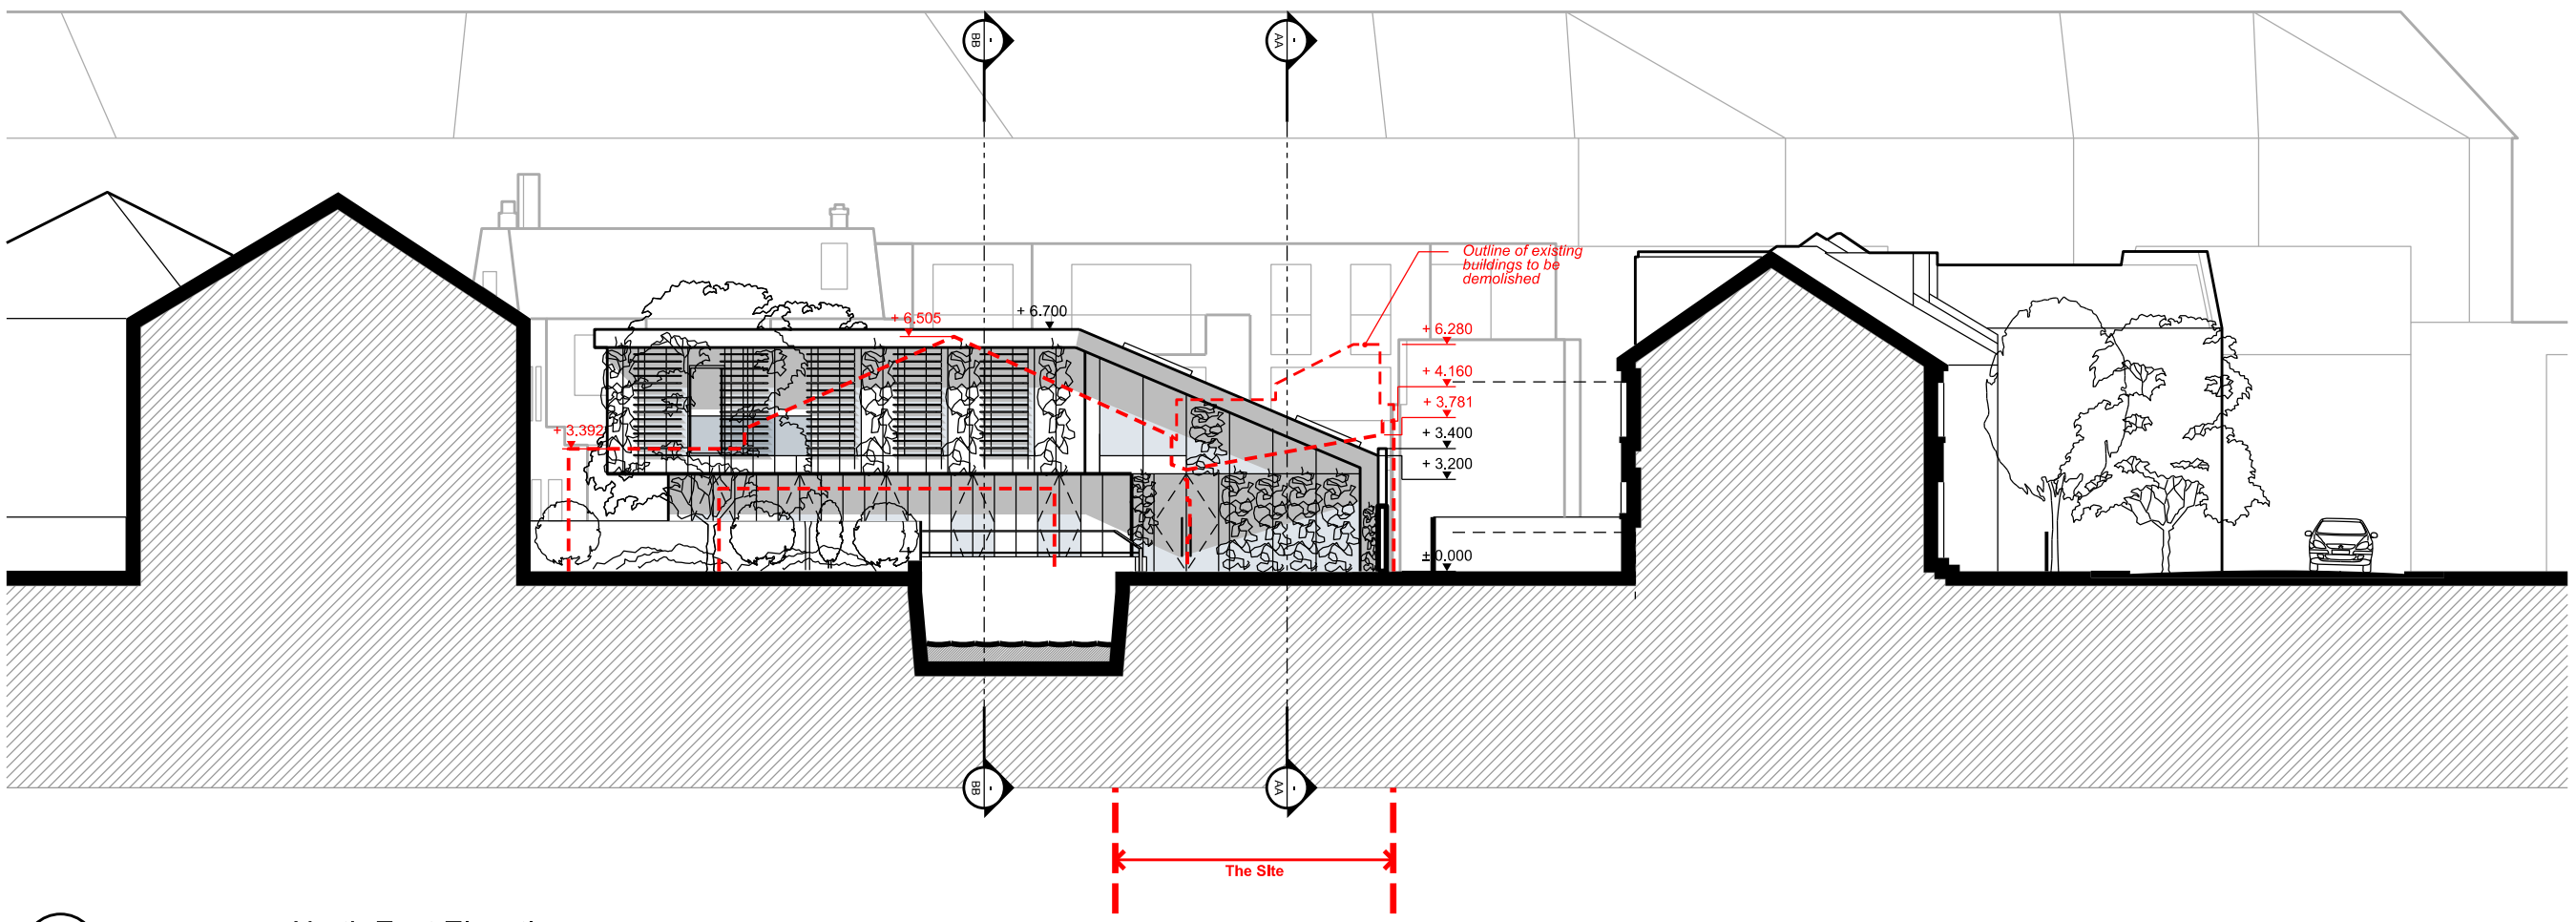 BB
AA
Outline of existing
buildings to be
demolished
+ 6.505
+ 6.700
+ 6.280
+ 4.160
+ 3.781
+ 3.392
+ 3.400
+ 3.200
± 0.000
BB
AA
The SIte